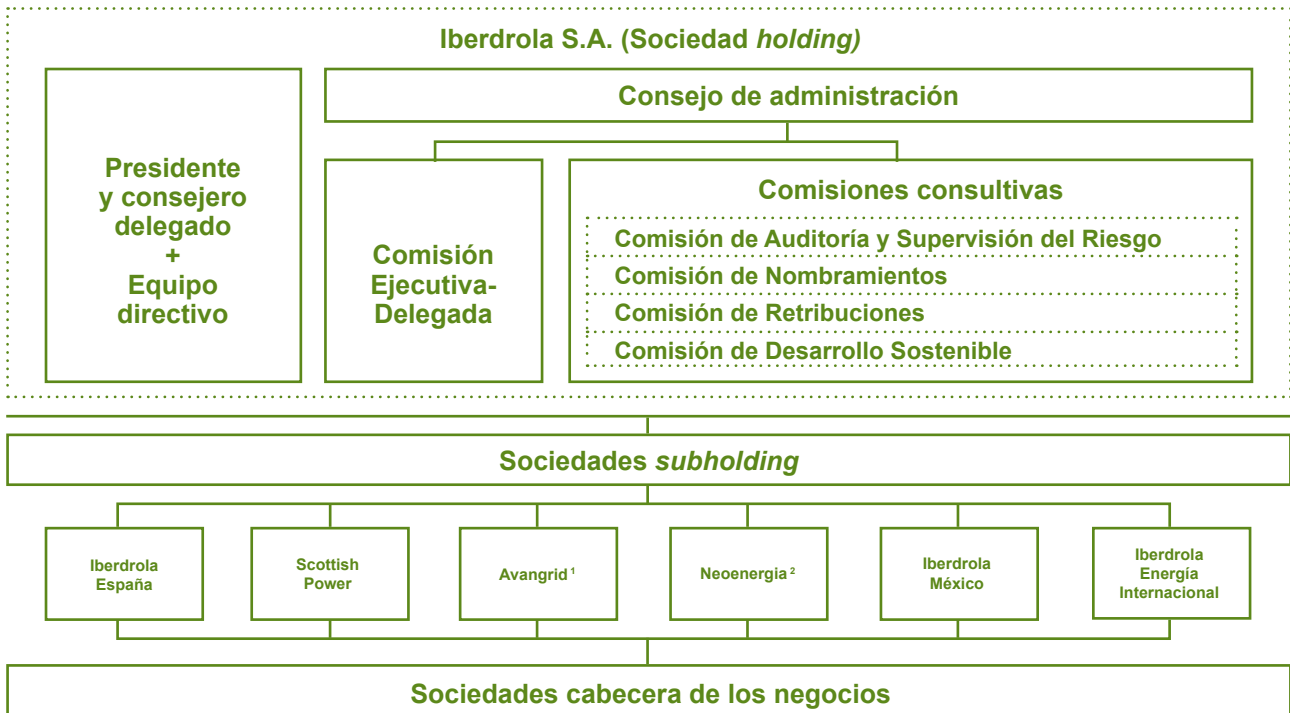 Iberdrola S.A. (Sociedad holding)
Presidente
y consejero
delegado
+
Equipo
directivo
Consejo de administración
Comisión
Ejecutiva-
Delegada
Comisiones consultivas
Comisión de Auditoría y Supervisión del Riesgo
Comisión de Nombramientos
Comisión de Retribuciones
Comisión de Desarrollo Sostenible
Sociedades subholding
Iberdrola
España
Scottish
Power
Avangrid ¹
Neoenergia ²
Iberdrola
México
Iberdrola
Energía
Internacional
Sociedades cabecera de los negocios